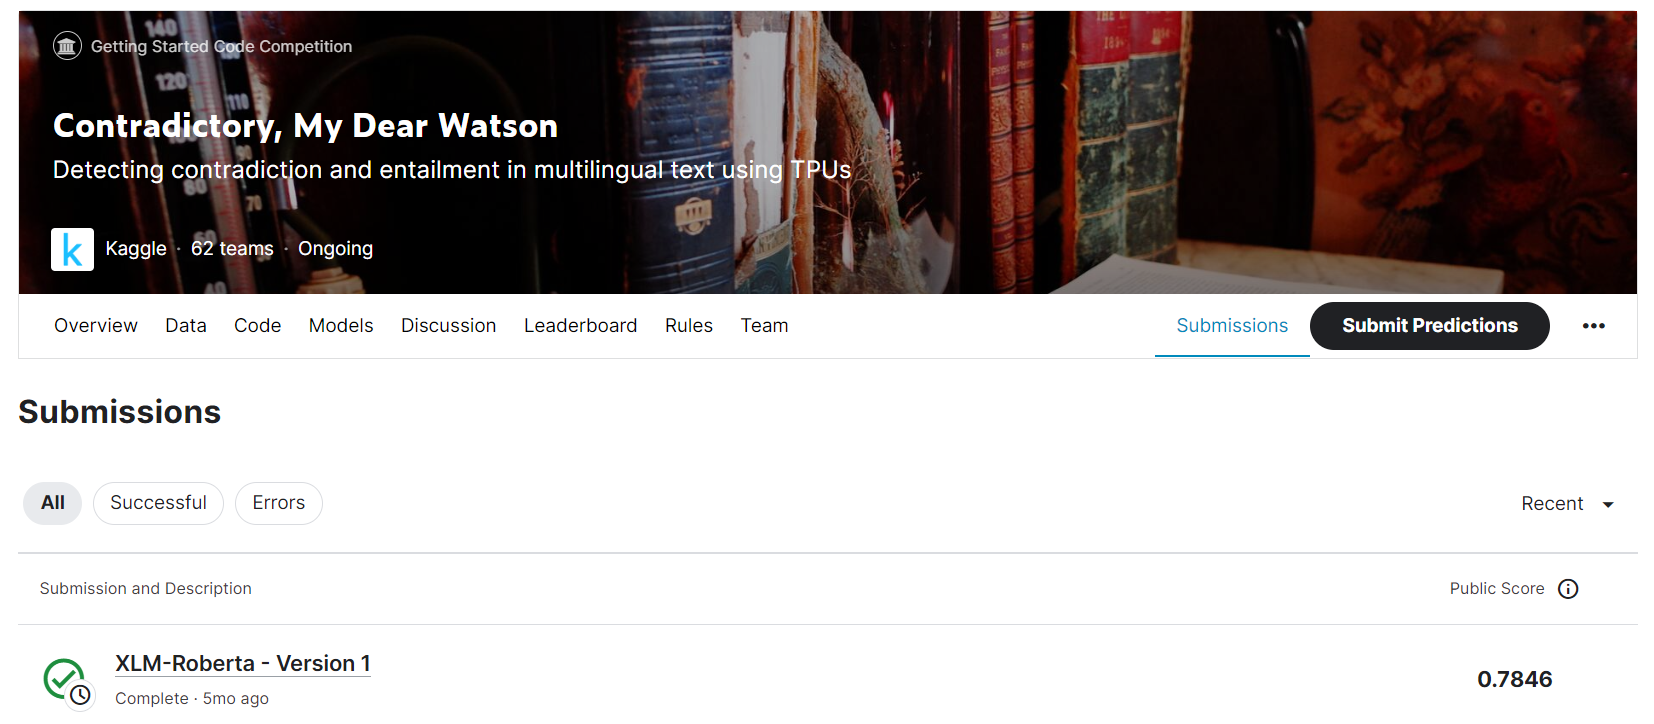 Getting Started Code Competition
Contradictory, My Dear Watson
Detecting contradiction and entailment in multilingual text using TPUs
k Kaggle · 62 teams · Ongoing
Overview Data Code Models Discussion Leaderboard Rules Team Submissions Submit Predictions
Submissions
All Successful Errors Recent
Submission and Description Public Score
XLM-Roberta - Version 1 0.7846
Complete · 5mo ago